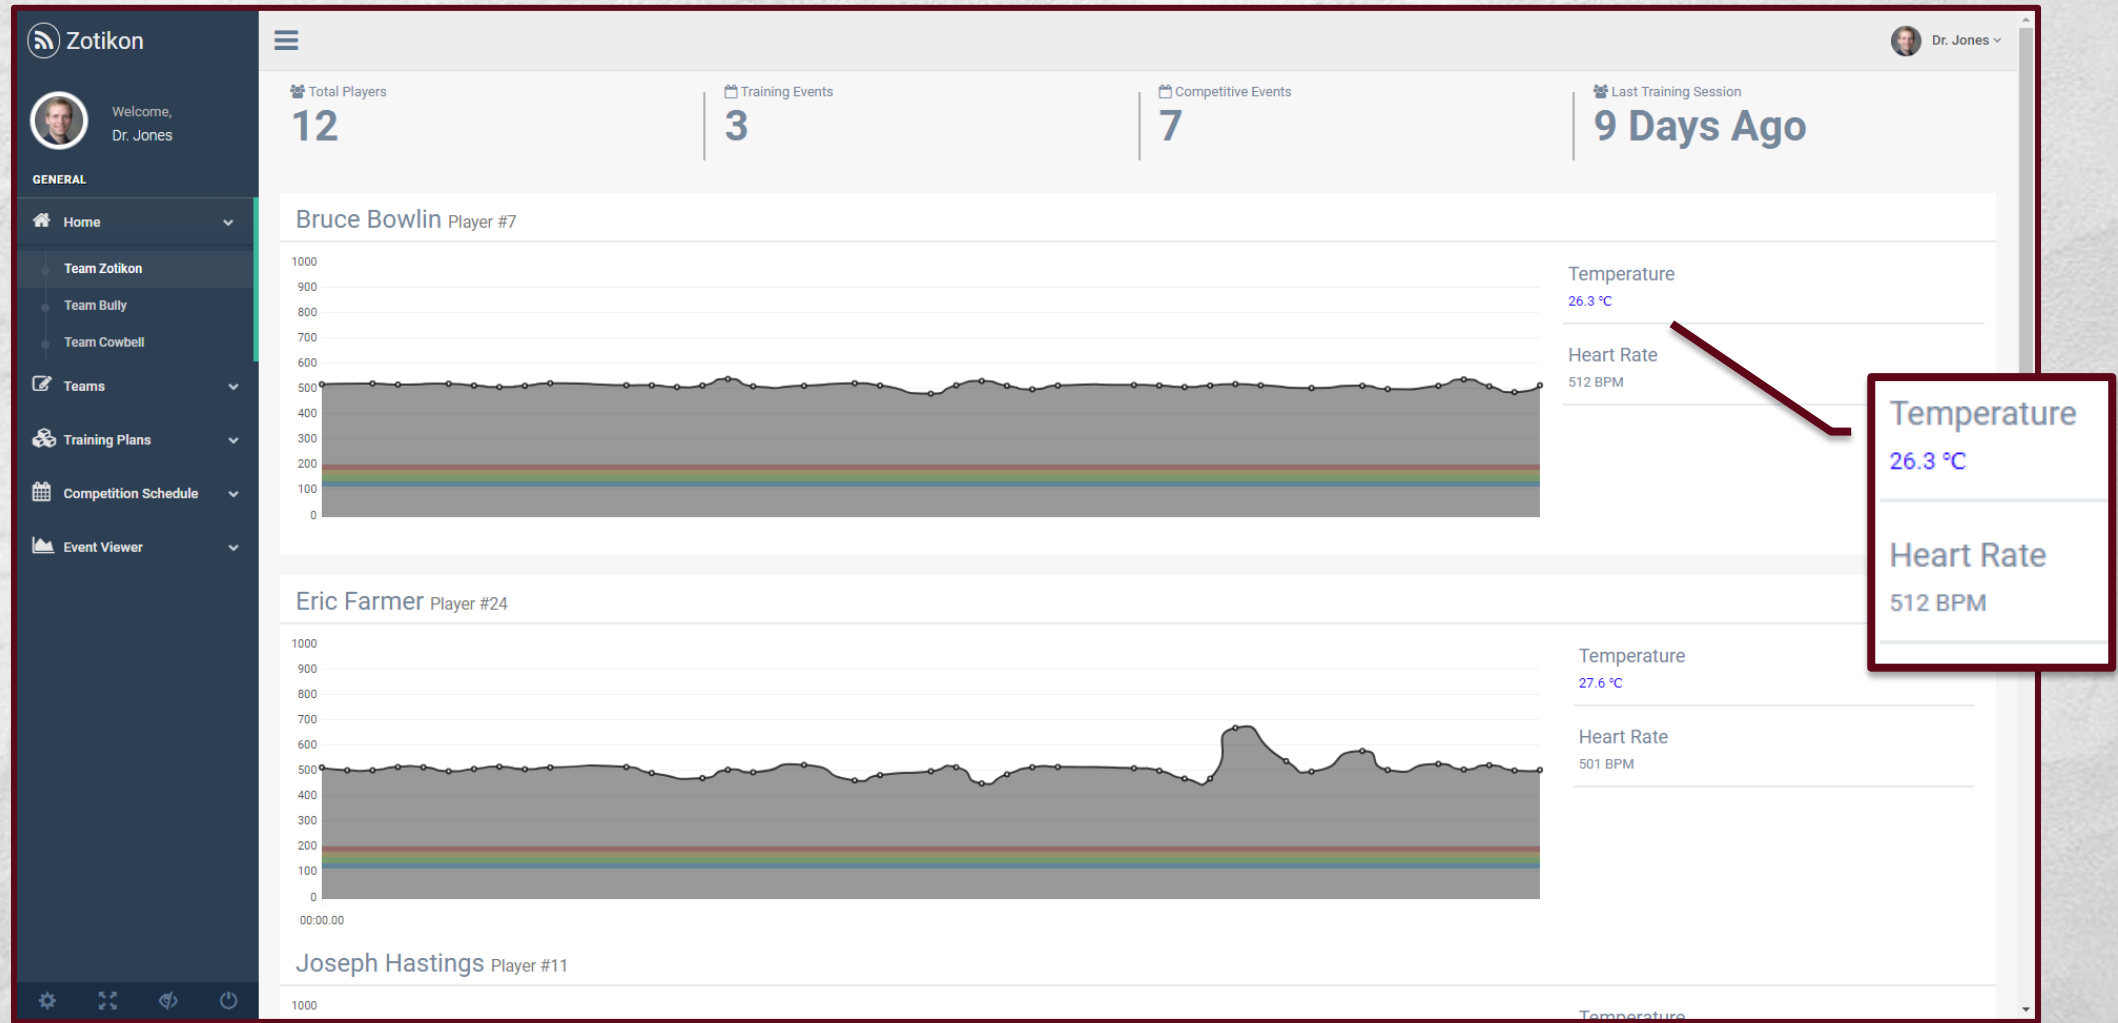 Zotikon
Welcome,
Dr. Jones
GENERAL
Home
Team Zotikon
Team Bully
Team Cowbell
Teams
Training Plans
Competition Schedule
Event Viewer
Dr. Jones
Total Players
12
Training Events
3
Competitive Events
7
Last Training Session
9 Days Ago
Bruce Bowlin Player #7
1000
900
800
700
600
500
400
300
200
100
0
Temperature
26.3 °C
Heart Rate
512 BPM
Temperature
26.3 °C
Heart Rate
512 BPM
Eric Farmer Player #24
1000
900
800
700
600
500
400
300
200
100
0
00:00.00
Temperature
27.6 °C
Heart Rate
501 BPM
Joseph Hastings Player #11
1000
Temperature